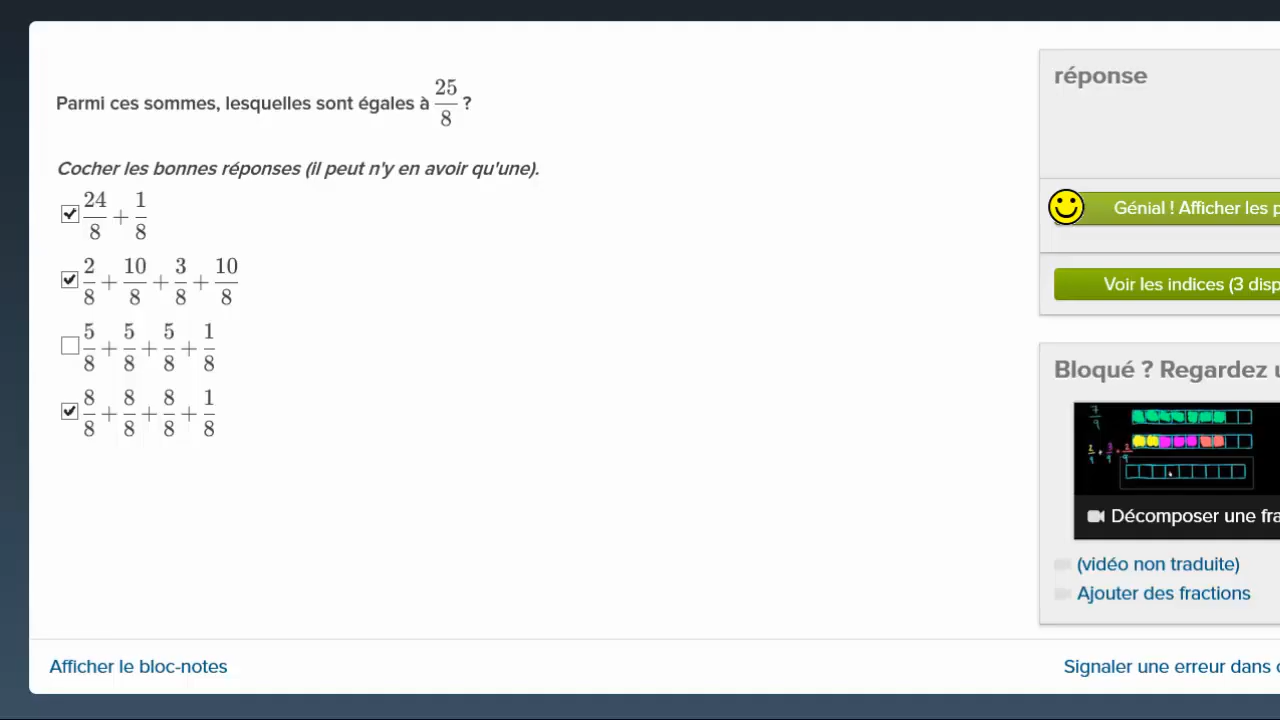 Parmi ces sommes, lesquelles sont égales à 25/8 ?
Cocher les bonnes réponses (il peut n'y en avoir qu'une).
24/8 + 1/8
2/8 + 10/8 + 3/8 + 10/8
5/8 + 5/8 + 5/8 + 1/8
8/8 + 8/8 + 8/8 + 1/8
réponse
Génial ! Afficher les
Voir les indices (3
Bloqué ? Regardez
7/9
Décomposer une
(vidéo non traduite)
Ajouter des fractions
Afficher le bloc-notes
Signaler une erreur dans